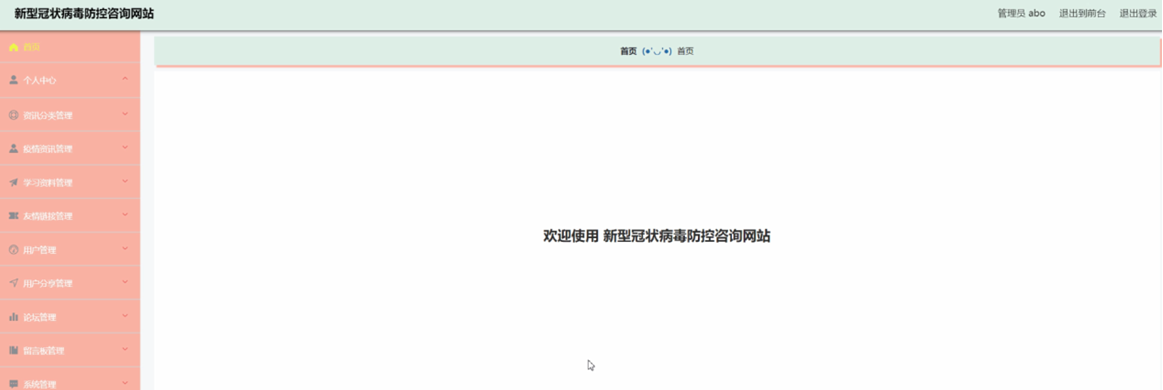 新型冠状病毒防控咨询网站
管理员 abo 退出到前台 退出登录
首页
个人中心
资讯分类管理
疫情资讯管理
学习资料管理
友情链接管理
用户管理
用户分享管理
论坛管理
留言板管理
系统管理
首页 (●'◡'●) 首页
欢迎使用 新型冠状病毒防控咨询网站